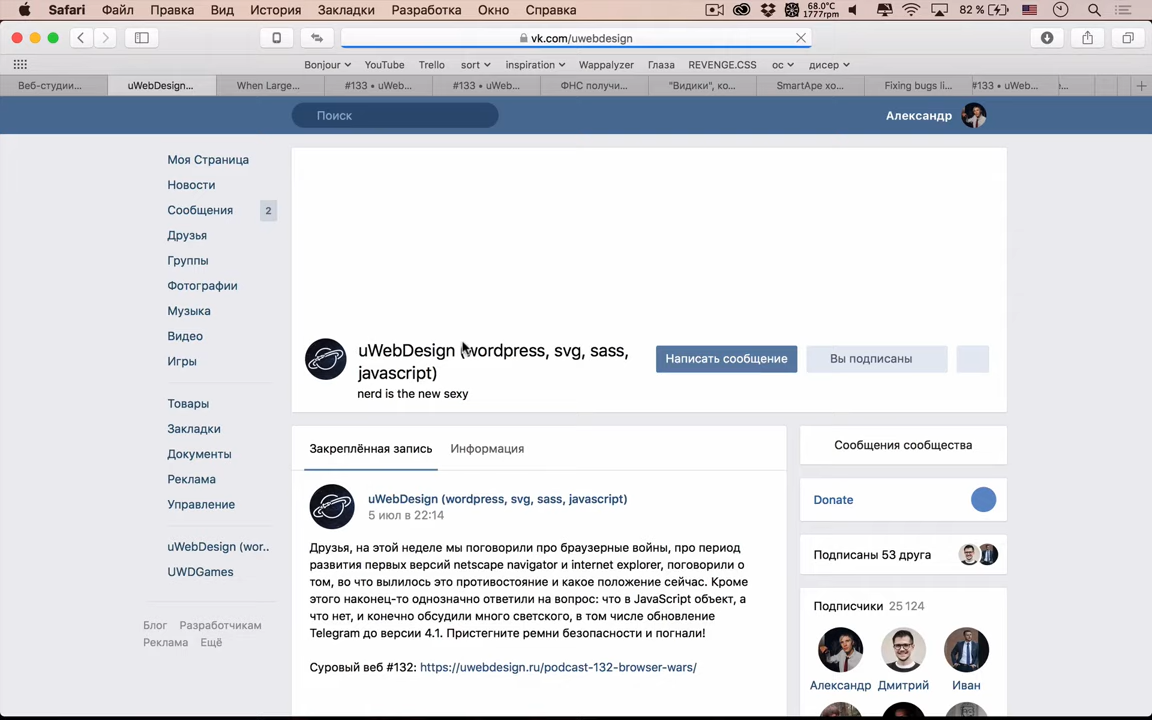 Safari Файл Правка Вид История Закладки Разработка Окно Справка 68.0°C 1777rpm 82 %
vk.com/uwebdesign
Bonjour YouTube Trello sort inspiration Wappalyzer Глаза REVENGE.CSS ос дисер
Веб-студии... uWebDesign... When Large... #133 • uWeb... #133 • uWeb... ФНС получи... "Видики", ко... SmartApe хо... Fixing bugs li... #133 • uWeb...
Поиск
Александр
Моя Страница
Новости
Сообщения 2
Друзья
Группы
Фотографии
Музыка
Видео
Игры
Товары
Закладки
Документы
Реклама
Управление
uWebDesign (wor..
UWDGames
Блог Разработчикам
Реклама Ещё
uWebDesign (wordpress, svg, sass,
javascript)
nerd is the new sexy
Написать сообщение
Вы подписаны
Закреплённая запись Информация
uWebDesign (wordpress, svg, sass, javascript)
5 июл в 22:14
Друзья, на этой неделе мы поговорили про браузерные войны, про период
развития первых версий netscape navigator и internet explorer, поговорили о
том, во что вылилось это противостояние и какое положение сейчас. Кроме
этого наконец-то однозначно ответили на вопрос: что в JavaScript объект, а
что нет, и конечно обсудили много светского, в том числе обновление
Telegram до версии 4.1. Пристегните ремни безопасности и погнали!
Суровый веб #132: https://uwebdesign.ru/podcast-132-browser-wars/
Сообщения сообщества
Donate
Подписаны 53 друга
Подписчики 25 124
Александр Дмитрий Иван